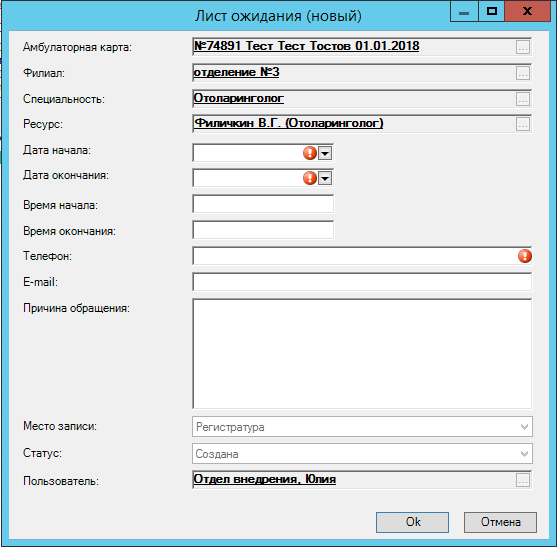 Лист ожидания (новый)
Амбулаторная карта: №74891 Тест Тест Тостов 01.01.2018 ...
Филиал: отделение №3 ...
Специальность: Отоларинголог ...
Ресурс: Филичкин В.Г. (Отоларинголог) ...
Дата начала:
Дата окончания:
Время начала:
Время окончания:
Телефон:
E-mail:
Причина обращения:
Место записи: Регистратура
Статус: Создана
Пользователь: Отдел внедрения, Юлия ...
Ok Отмена